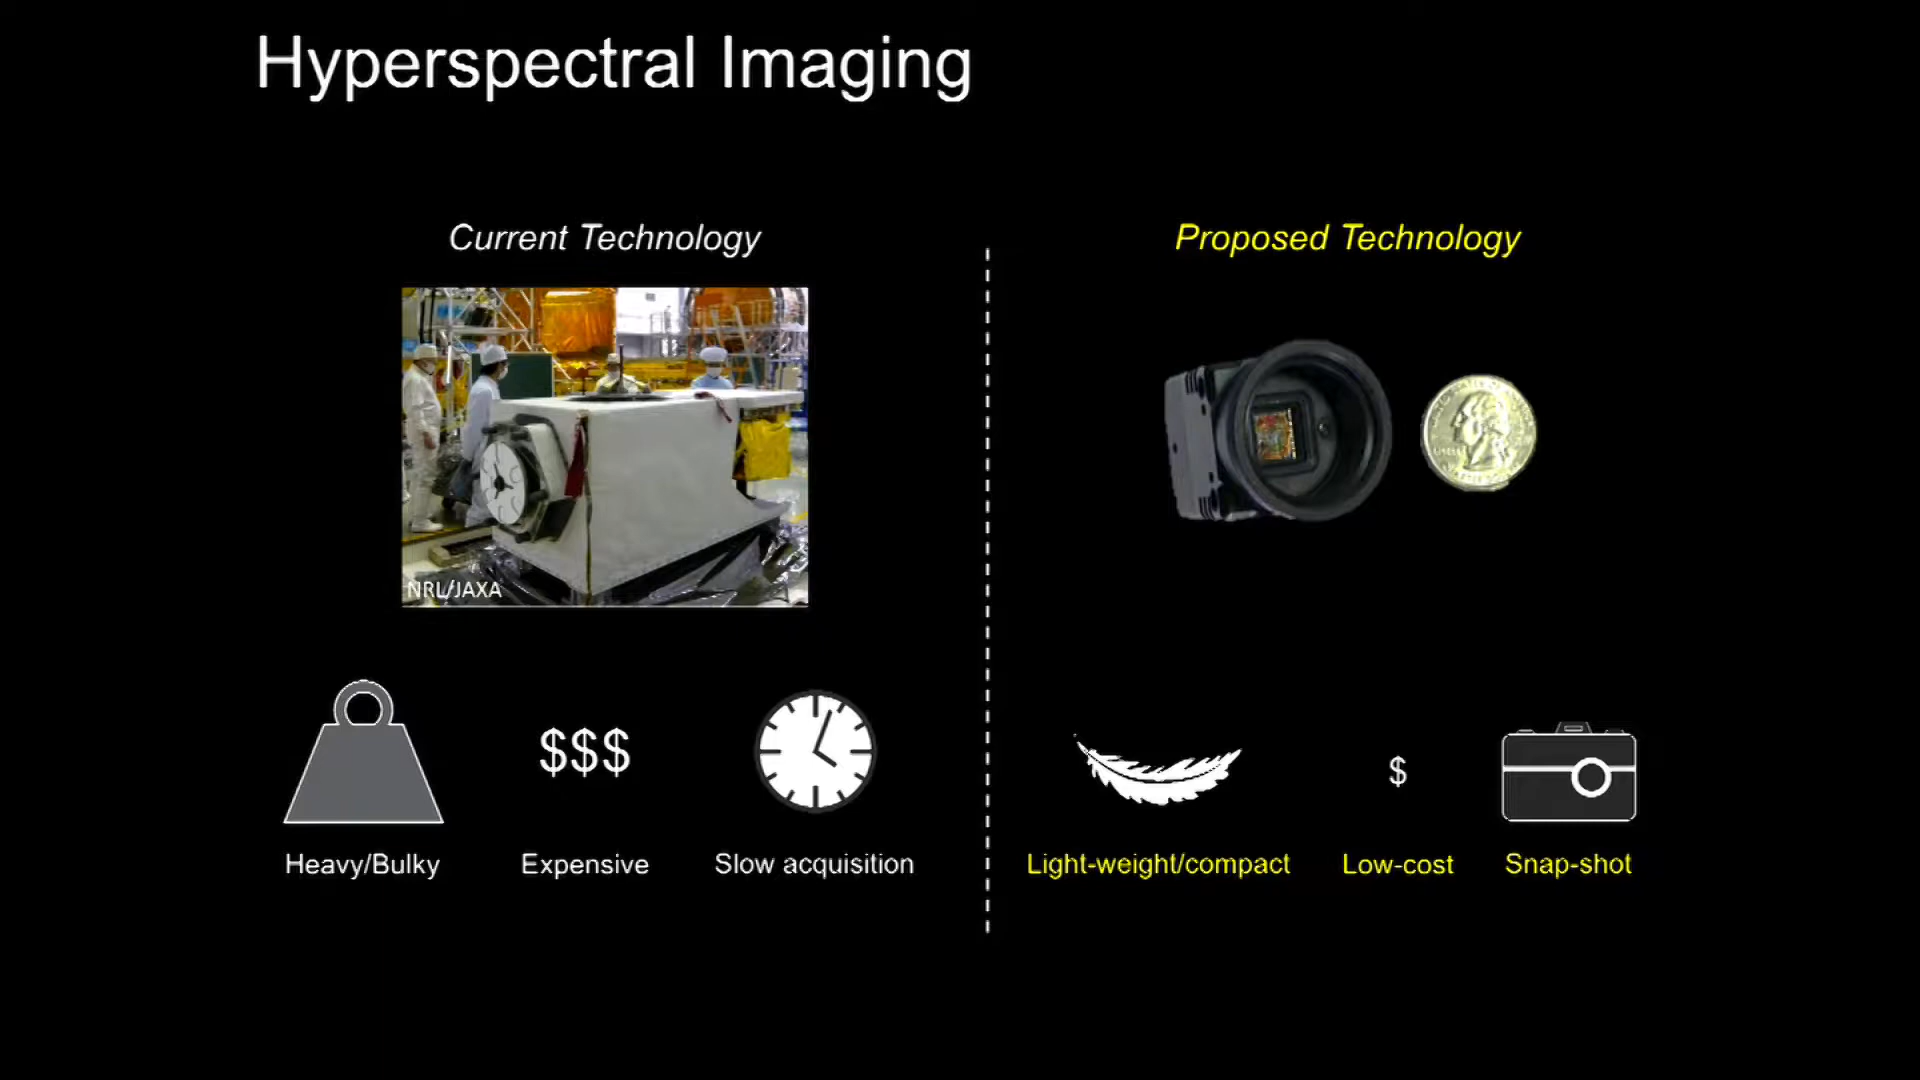 Hyperspectral Imaging
Current Technology
NRL/JAXA
$$$
Heavy/Bulky
Expensive
Slow acquisition
Proposed Technology
$
Light-weight/compact
Low-cost
Snap-shot